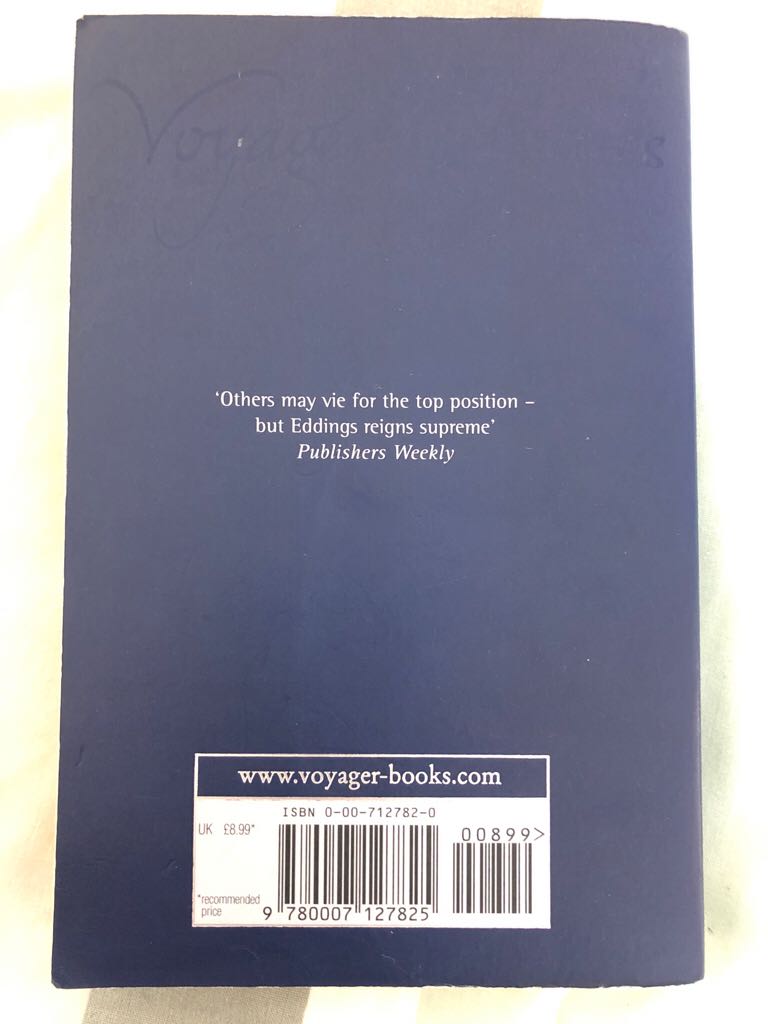 Voyag
s
‘Others may vie for the top position –
but Eddings reigns supreme’
Publishers Weekly
www.voyager-books.com
ISBN 0-00-712782-0
UK £8.99*
00899>
*recommended
price
9 780007 127825